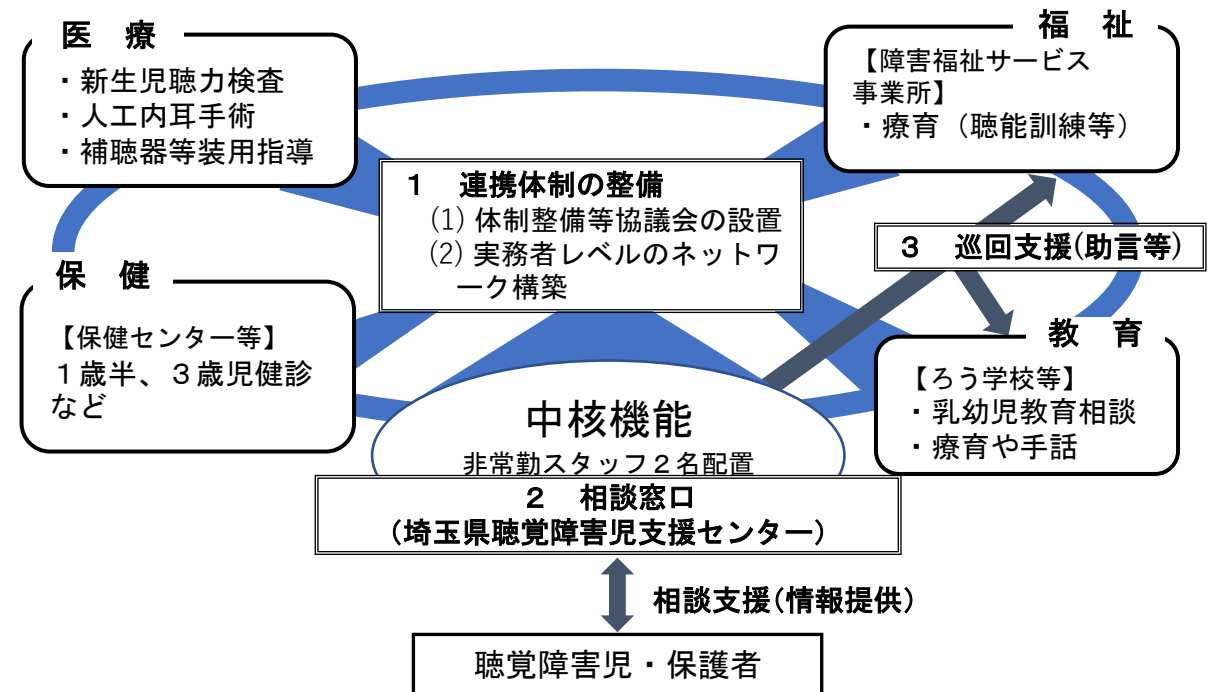 医　療
・新生児聴力検査
・人工内耳手術
・補聴器等装用指導
福　祉
【障害福祉サービス
事業所】
・療育（聴能訓練等）
１　連携体制の整備
(1) 体制整備等協議会の設置
(2) 実務者レベルのネットワ
ーク構築
３　巡回支援(助言等)
保　健
【保健センター等】
１歳半、３歳児健診
など
教　育
【ろう学校等】
・乳幼児教育相談
・療育や手話
中核機能
非常勤スタッフ２名配置
２　相談窓口
（埼玉県聴覚障害児支援センター）
相談支援（情報提供）
聴覚障害児・保護者